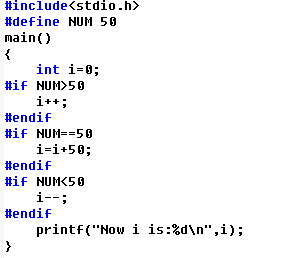 #include<stdio.h>
#define NUM 50
main()
{
    int i=0;
#if NUM>50
    i++;
#endif
#if NUM==50
    i=i+50;
#endif
#if NUM<50
    i--;
#endif
    printf("Now i is:%d\n",i);
}